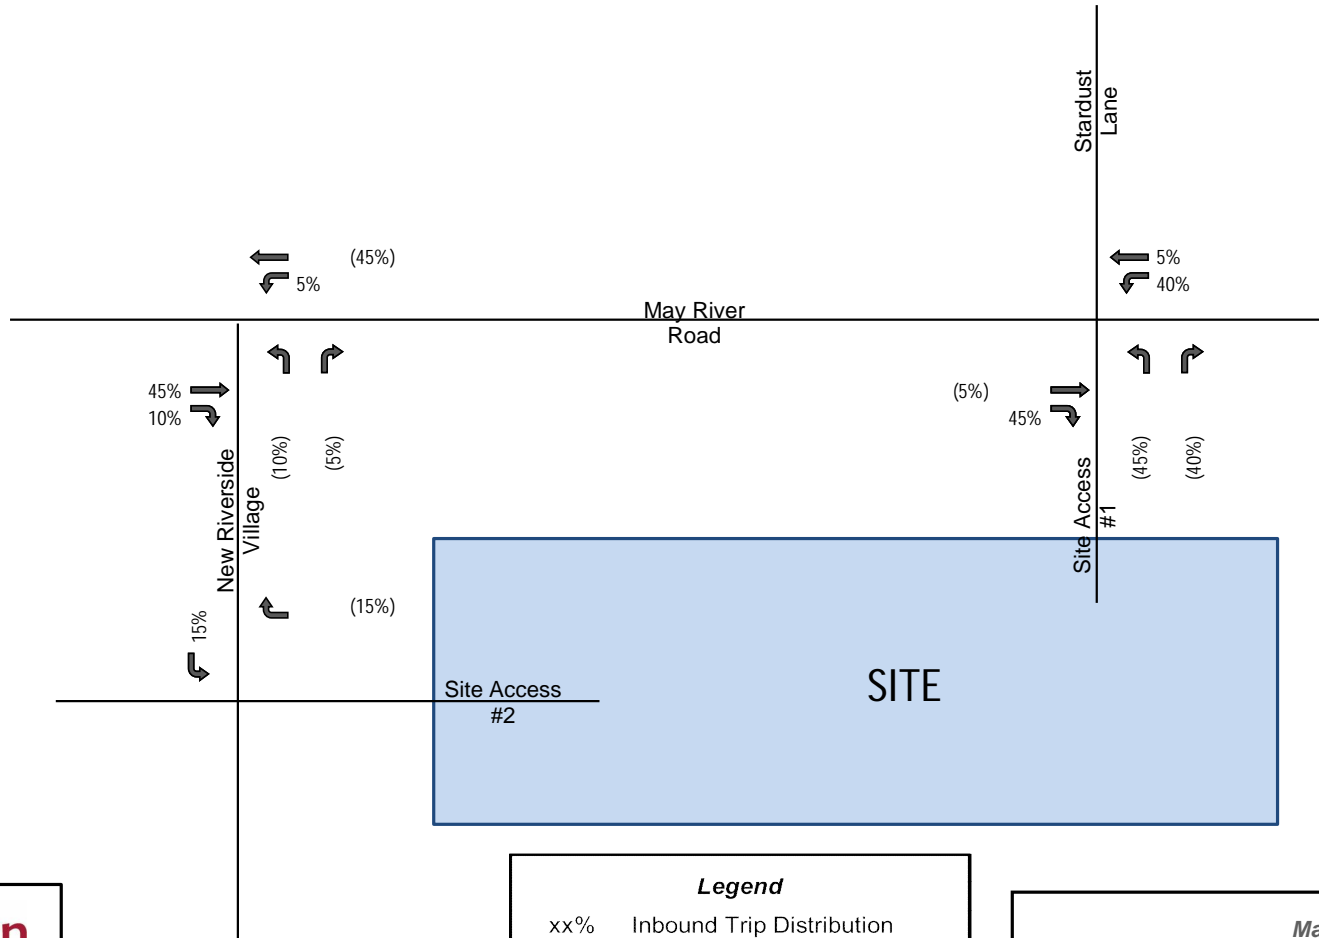 Stardust
Lane
(45%)
5%
5%
40%
May River
Road
45%
10%
(10%)
(5%)
(5%)
45%
(45%)
(40%)
New Riverside
Village
Site Access
#1
15%
(15%)
SITE
Site Access
#2
Legend
xx% Inbound Trip Distribution
n
Ma